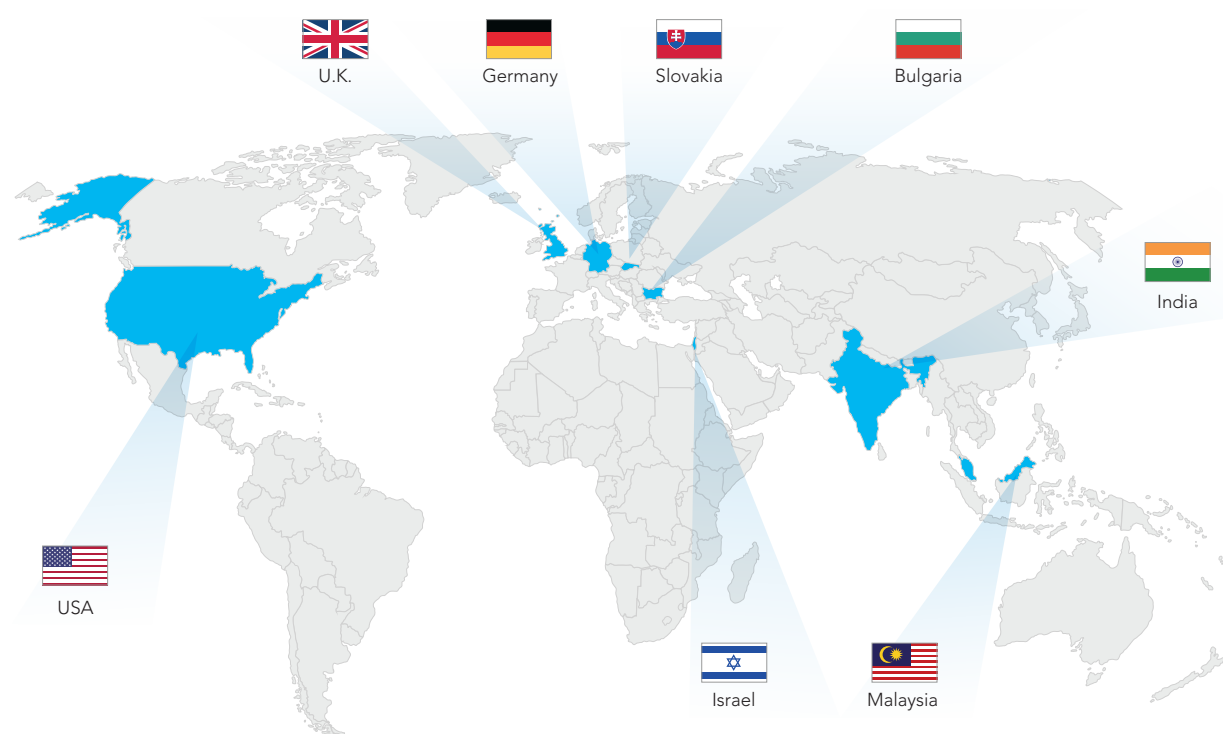 U.K.
Germany
Slovakia
Bulgaria
India
USA
Israel
Malaysia